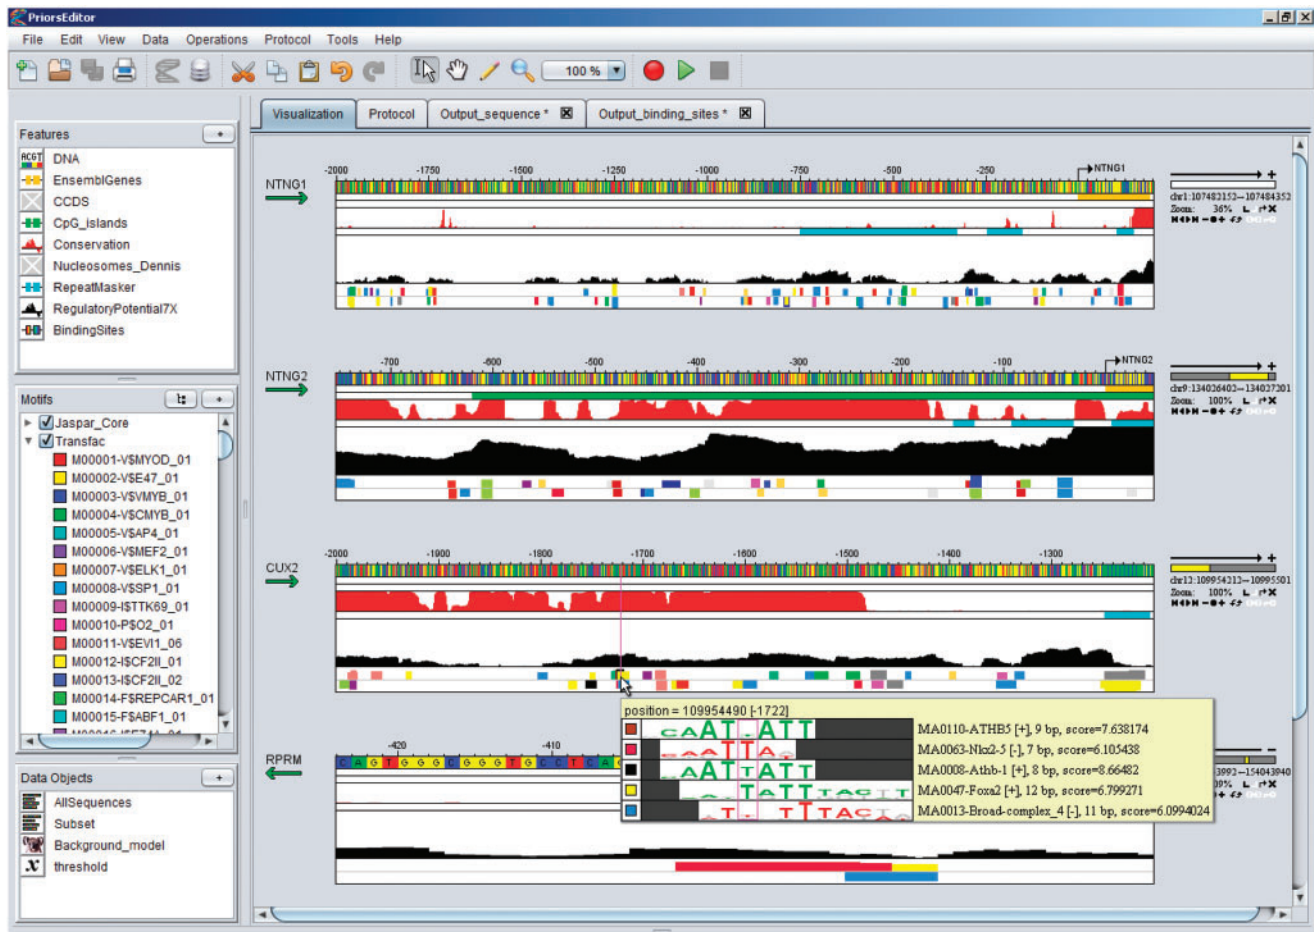 PriorsEditor
File Edit View Data Operations Protocol Tools Help
100 %
Visualization Protocol Output_sequence * Output_binding_sites *
Features
DNA
EnsemblGenes
CCDS
CpG_islands
Conservation
Nucleosomes_Dennis
RepeatMasker
RegulatoryPotential7X
BindingSites
Motifs
Jaspar_Core
Transfac
M00001-V$MYOD_01
M00002-V$E47_01
M00003-V$VMYB_01
M00004-V$CMYB_01
M00005-V$AP4_01
M00006-V$MEF2_01
M00007-V$ELK1_01
M00008-V$SP1_01
M00009-I$TTK69_01
M00010-P$O2_01
M00011-V$EVI1_06
M00012-I$CF2II_01
M00013-I$CF2II_02
M00014-F$REPCAR1_01
M00015-F$ABF1_01
Data Objects
AllSequences
Subset
Background_model
threshold
-2000 -1750 -1500 -1250 -1000 -750 -500 -250 NTNG1
NTNG1
chr1:107482152-107484352
Zoom: 36%
-700 -600 -500 -400 -300 -200 -100 NTNG2
NTNG2
chr9:134026402-134027201
Zoom: 100%
-2000 -1900 -1800 -1700 -1600 -1500 -1400 -1300
CUX2
chr12:109954212-10995501
Zoom: 100%
position = 109954490 [-1722]
MA0110-ATHB5 [+], 9 bp, score=7.638174
MA0063-Nkx2-5 [-], 7 bp, score=6.105438
MA0008-Athb-1 [+], 8 bp, score=8.66482
MA0047-Foxa2 [+], 12 bp, score=6.799271
MA0013-Broad-complex_4 [-], 11 bp, score=6.0994024
-420 -410
RPRM
CAGTGGGCGGGTGCCTCA
3992-154043940